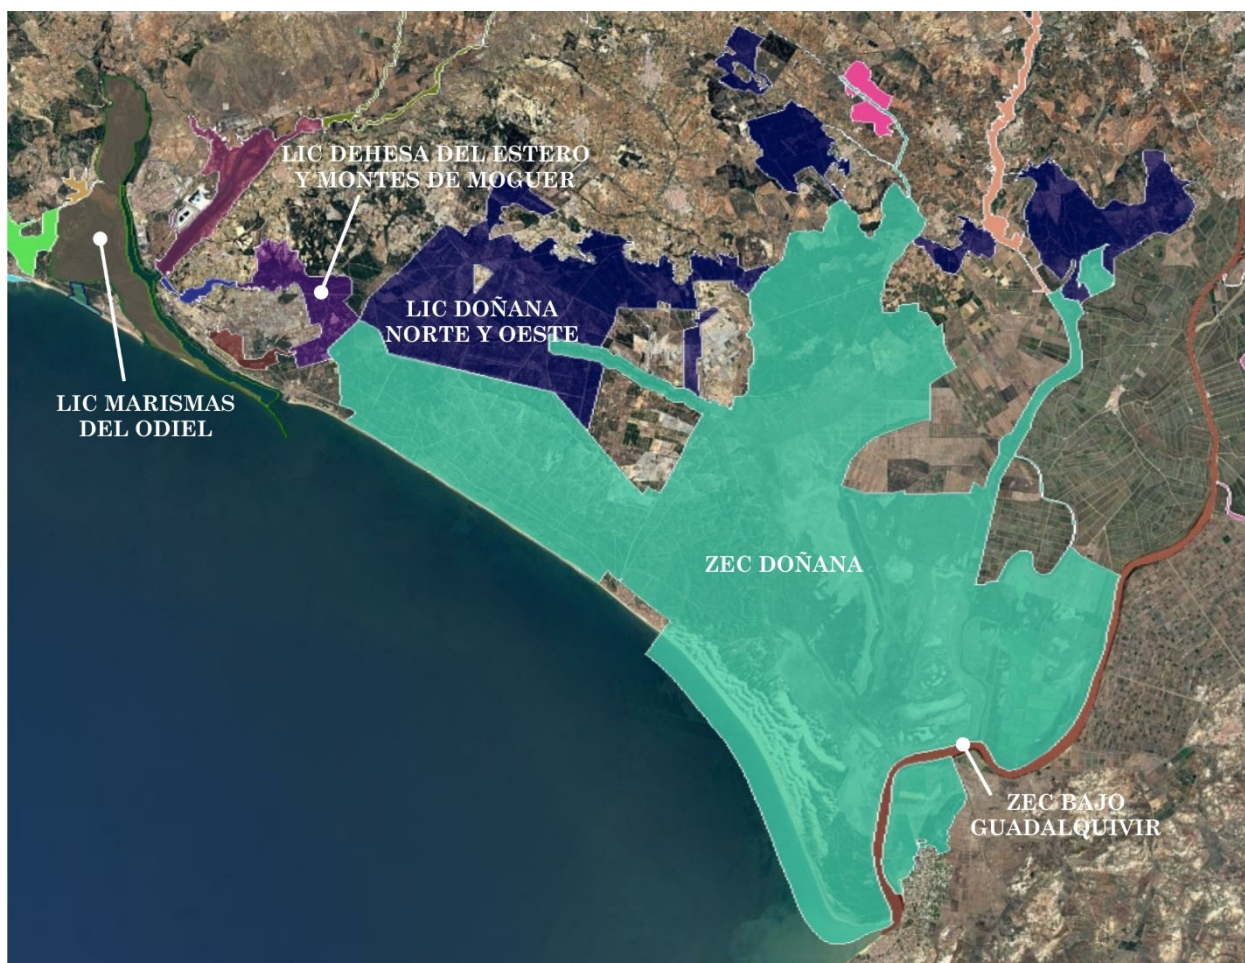 LIC DEHESA DEL ESTERO
Y MONTES DE MOGUER
LIC DOÑANA
NORTE Y OESTE
LIC MARISMAS
DEL ODIEL
ZEC DOÑANA
ZEC BAJO
GUADALQUIVIR